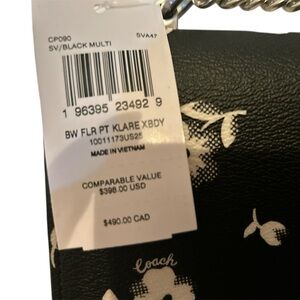 CP090 SVA47
SV/BLACK MULTI
1 96395 23492 9
BW FLR PT KLARE XBDY
10011173US25
MADE IN VIETNAM
COMPARABLE VALUE
$398.00 USD
$490.00 CAD
Coach